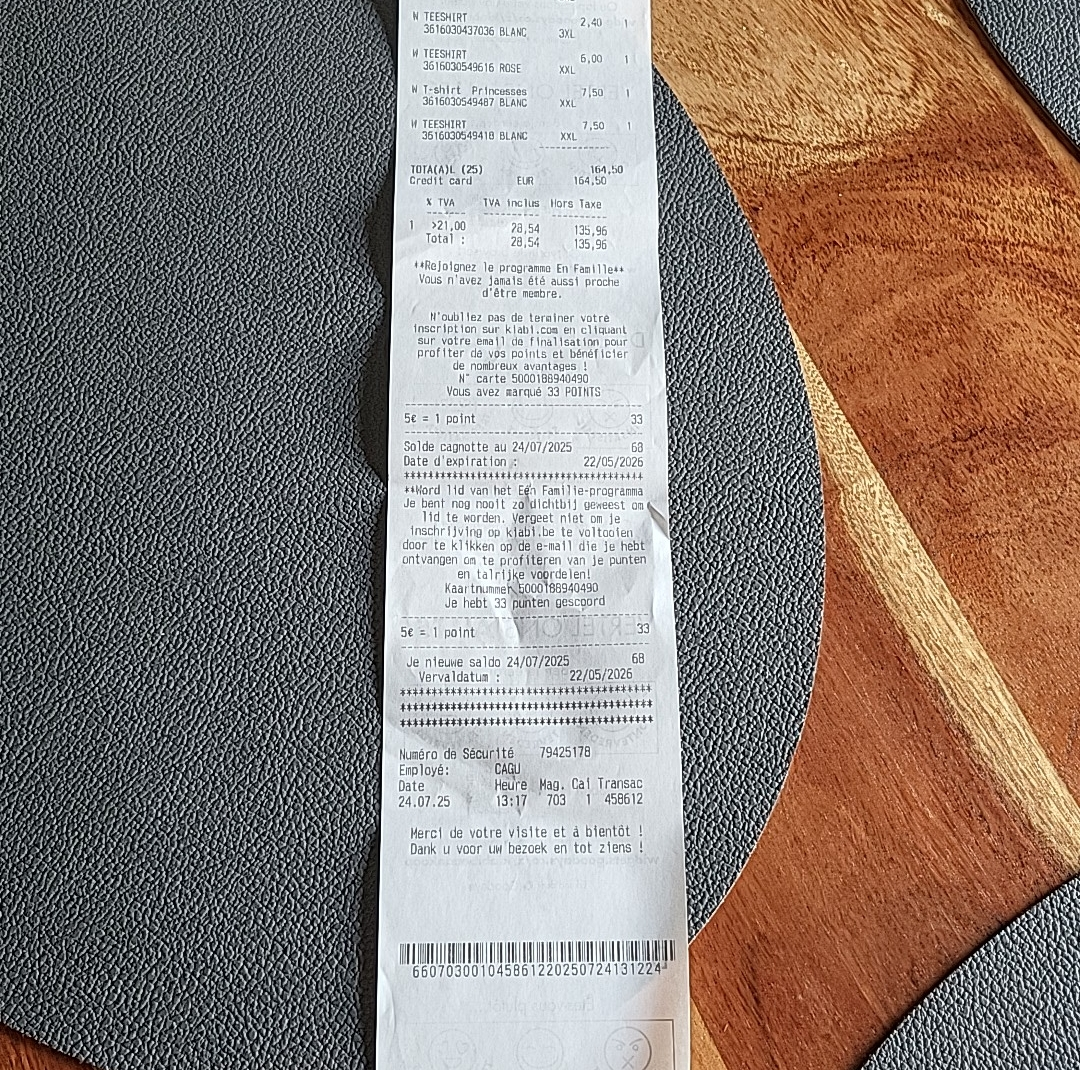 W TEESHIRT 2,40 1
3616030437036 BLANC 3XL
W TEESHIRT 6,00 1
3616030549616 ROSE XXL
W T-shirt Princesses 7,50 1
3616030549487 BLANC XXL
W TEESHIRT 7,50 1
3616030549418 BLANC XXL
TOTA(A)L (25) 164,50
Credit card EUR 164,50
% TVA TVA inclus Hors Taxe
1 >21,00 28,54 135,96
Total : 28,54 135,96
**Rejoignez le programme En Famille**
Vous n'avez jamais été aussi proche
d'être membre.
N'oubliez pas de terminer votre
inscription sur kiabi.com en cliquant
sur votre email de finalisation pour
profiter de vos points et bénéficier
de nombreux avantages !
N° carte 5000188940490
Vous avez marqué 33 POINTS
5€ = 1 point 33
Solde cagnotte au 24/07/2025 68
Date d'expiration : 22/05/2026
****************************************
**Word lid van het Eén Familie-programma
Je bent nog nooit zo dichtbij geweest om
lid te worden. Vergeet niet om je
inschrijving op kiabi.be te voltooien
door te klikken op de e-mail die je hebt
ontvangen om te profiteren van je punten
en talrijke voordelen!
Kaartnummer 5000188940490
Je hebt 33 punten gescoord
5€ = 1 point 33
Je nieuwe saldo 24/07/2025 68
Vervaldatum : 22/05/2026
****************************************
****************************************
****************************************
Numéro de Sécurité 79425178
Employé: CAGU
Date Heure Mag. Cai Transac
24.07.25 13:17 703 1 458612
Merci de votre visite et à bientôt !
Dank u voor uw bezoek en tot ziens !
6607030010458612202507241312244